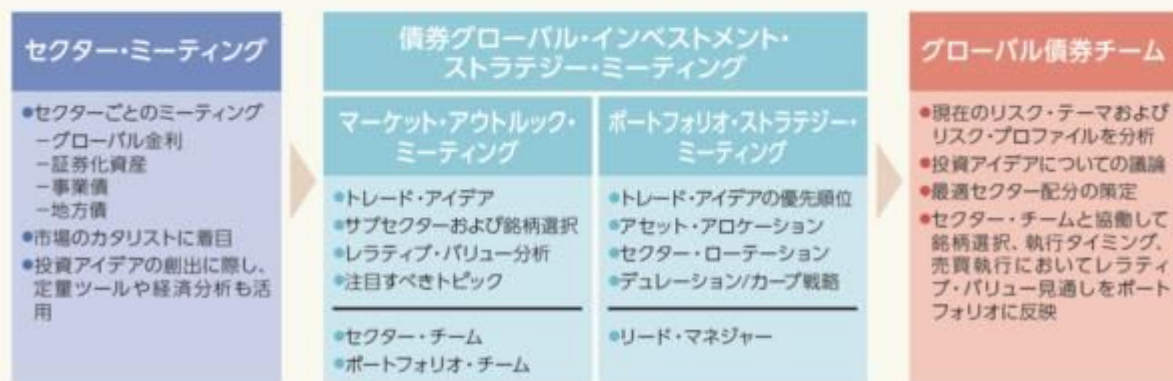 セクター・ミーティング
●セクターごとのミーティング
－グローバル金利
－証券化資産
－事業債
－地方債
●市場のカタリストに着目
●投資アイデアの創出に際し、
定量ツールや経済分析も活
用
債券グローバル・インベストメント・
ストラテジー・ミーティング
マーケット・アウトルック・
ミーティング
●トレード・アイデア
●サブセクターおよび銘柄選択
●レラティブ・バリュー分析
●注目すべきトピック
●セクター・チーム
●ポートフォリオ・チーム
ポートフォリオ・ストラテジー・
ミーティング
●トレード・アイデアの優先順位
●アセット・アロケーション
●セクター・ローテーション
●デュレーション/カーブ戦略
●リード・マネジャー
グローバル債券チーム
●現在のリスク・テーマおよび
リスク・プロファイルを分析
●投資アイデアについての議論
●最適セクター配分の策定
●セクター・チームと協働して
銘柄選択、執行タイミング、
売買執行においてレラティ
ブ・バリュー見通しをポート
フォリオに反映